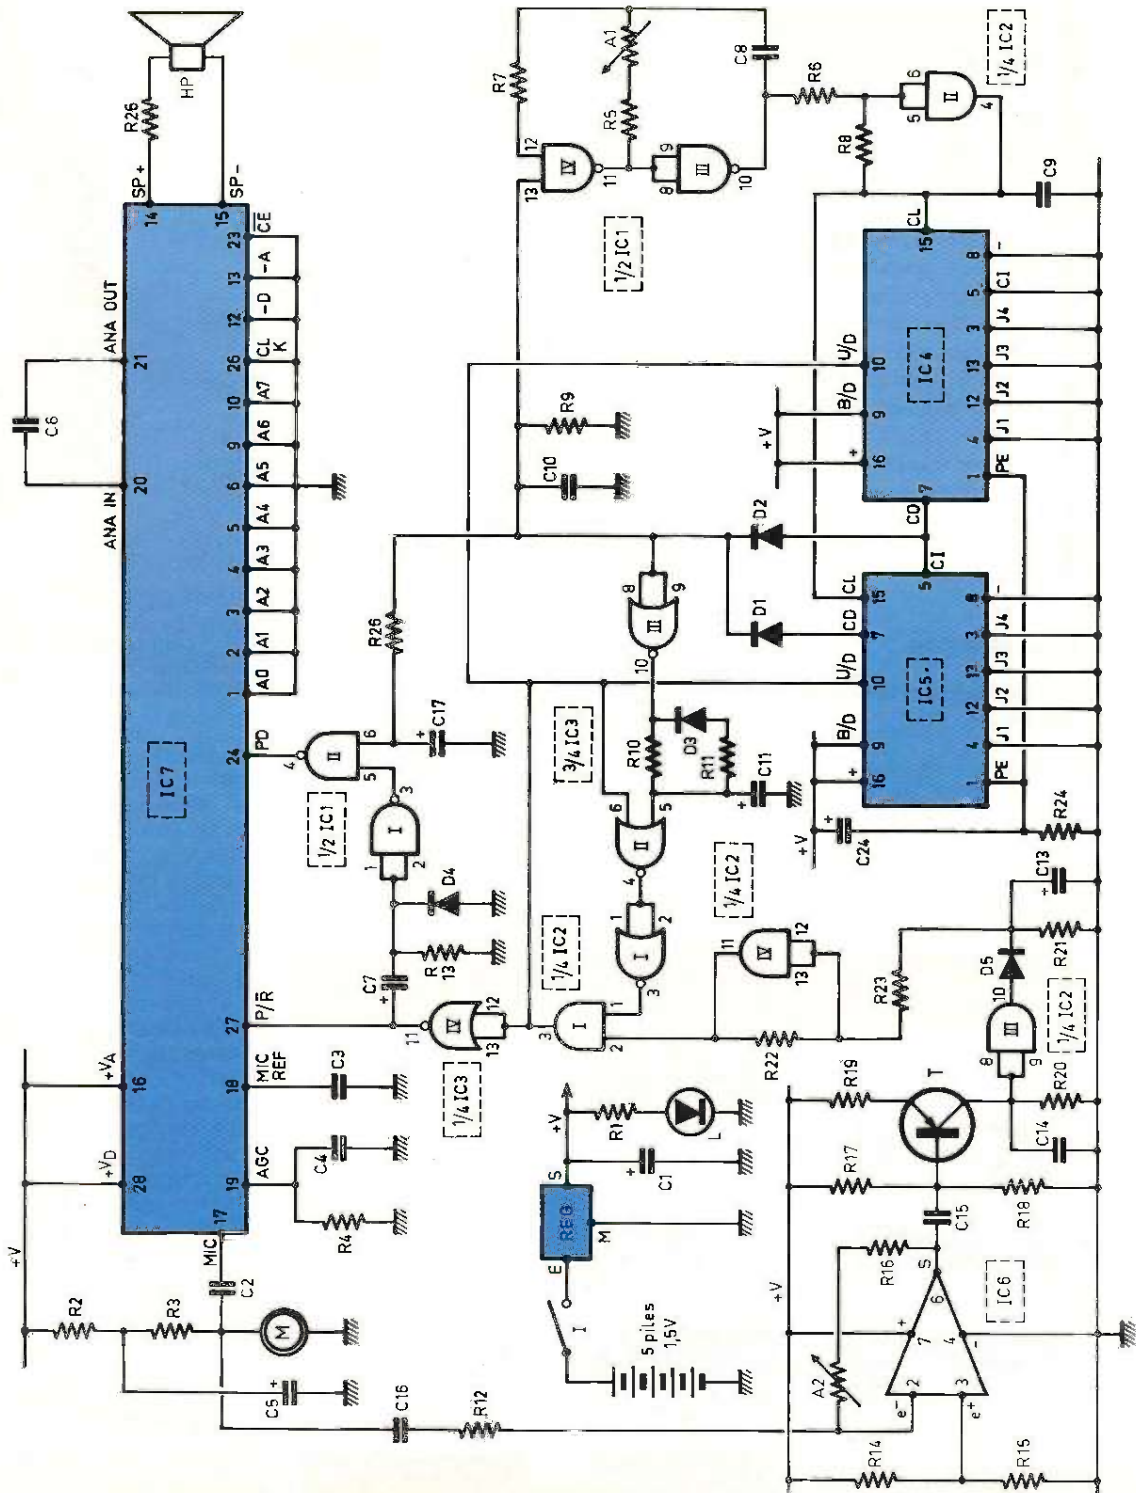 R26
HP
SP+
14
SP-
15
23
CE
13
-A
12
-D
26
CL
K
10
A7
9
A6
6
A5
5
A4
4
A3
3
A2
2
A1
1
A0
24
PD
ANA OUT
21
C6
ANA IN
20
IC7
27
P/R
18
MIC
REF
19
AGC
17
MIC
+VA
16
+VD
28
+V
R2
R3
C2
M
C5
+
R4
C4
C3
C16
R12
R7
A1
R5
C8
R6
R8
1/4 IC2
5
6
II
4
C9
12
13
IV
11
8
9
III
10
1/2 IC1
R9
C10
R26
C17
+
II
4
5
6
I
1
2
3
1/2 IC1
D4
R
13
C7
+
IV
11
12
13
1/4 IC3
8
9
III
10
3/4 IC3
R10
D3
R11
C11
+
II
6
5
4
I
1
2
3
1/4 IC2
I
1
2
3
1/4 IC2
IV
11
12
13
R22
R23
D1
D2
+V
IC4
16
+
9
B/D
10
U/D
15
CL
CO
7
1
PE
4
J1
12
J2
13
J3
3
J4
5
CI
8
-
IC5
16
+
9
B/D
10
U/D
7
CO
15
CL
5
CI
1
PE
4
J1
12
J2
13
J3
3
J4
8
-
+V
C24
+
R24
C13
+
R21
D5
10
III
8
9
1/4 IC2
R20
C14
T
R19
R17
R18
C15
R16
A2
S
6
7
+
4
-
2
e-
3
e+
IC6
+V
R14
R15
5 piles
1,5V
I
E
REG
S
M
+V
C1
+
R1
L